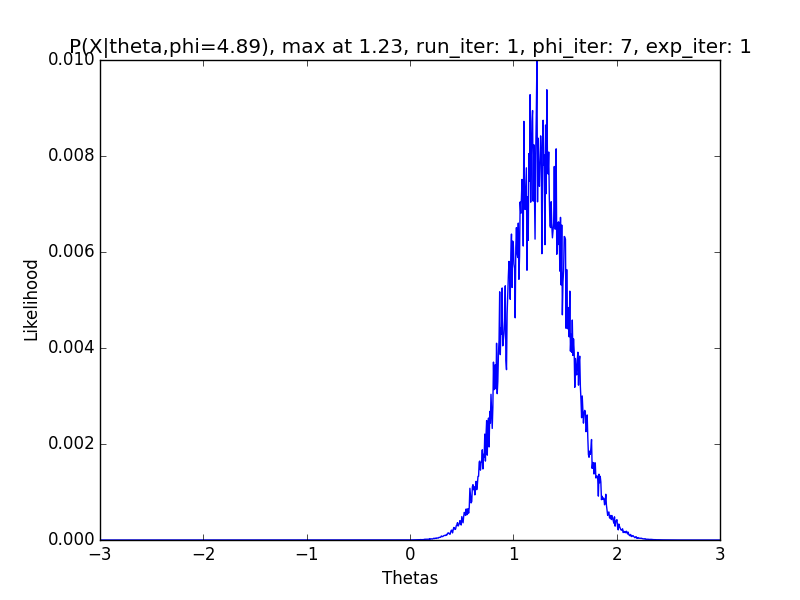 P(X|theta,phi=4.89), max at 1.23, run_iter: 1, phi_iter: 7, exp_iter: 1
0.010
0.008
0.006
0.004
0.002
0.000
Likelihood
−3 −2 −1 0 1 2 3
Thetas